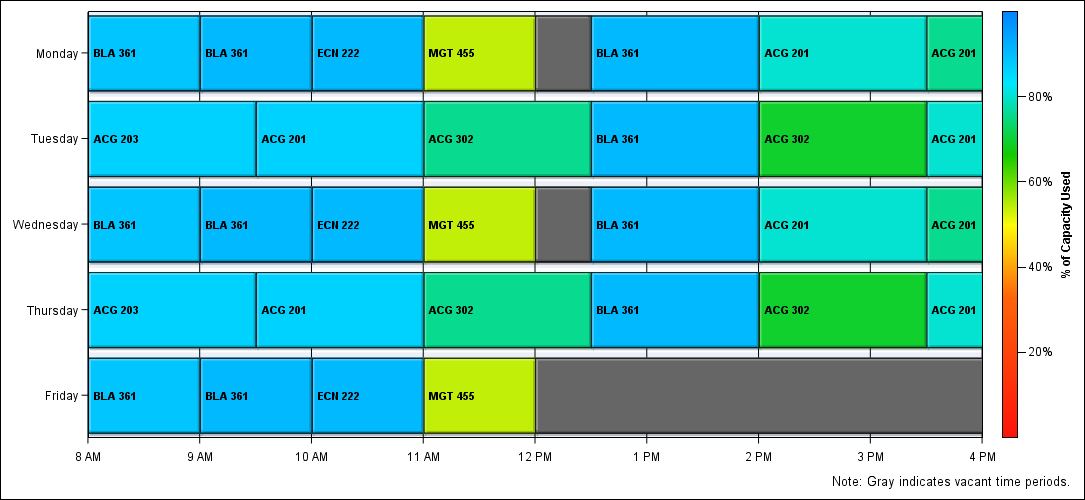 Monday BLA 361 BLA 361 ECN 222 MGT 455 BLA 361 ACG 201 ACG 201
80%
Tuesday ACG 203 ACG 201 ACG 302 BLA 361 ACG 302 ACG 201
60%
Wednesday BLA 361 BLA 361 ECN 222 MGT 455 BLA 361 ACG 201 ACG 201
% of Capacity Used
40%
Thursday ACG 203 ACG 201 ACG 302 BLA 361 ACG 302 ACG 201
20%
Friday BLA 361 BLA 361 ECN 222 MGT 455
8 AM 9 AM 10 AM 11 AM 12 PM 1 PM 2 PM 3 PM 4 PM
Note: Gray indicates vacant time periods.